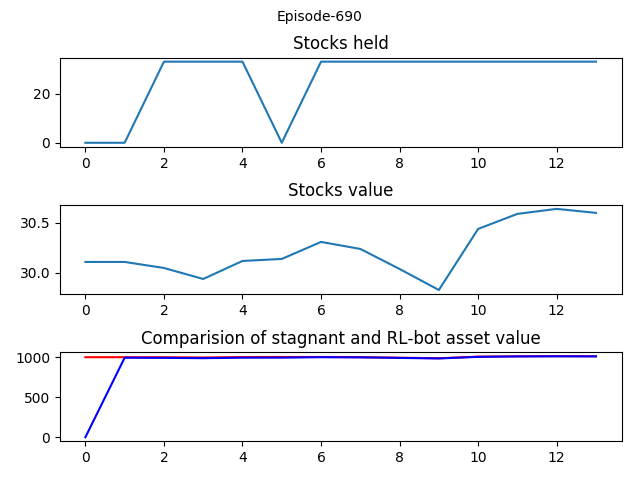 Episode-690
Stocks held
20
0
0 2 4 6 8 10 12
Stocks value
30.5
30.0
0 2 4 6 8 10 12
Comparision of stagnant and RL-bot asset value
1000
500
0
0 2 4 6 8 10 12